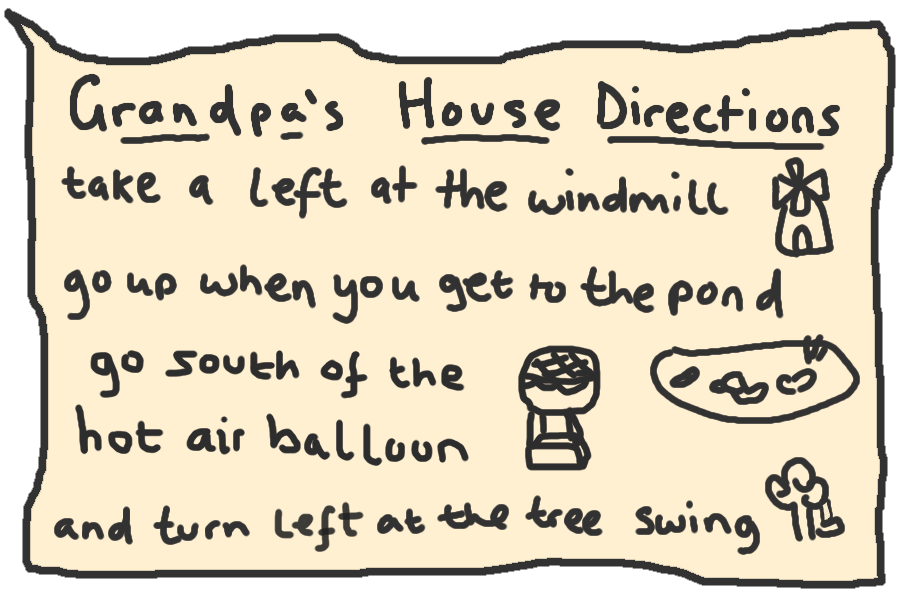 Grandpa's House Directions
take a left at the windmill
go up when you get to the pond
go south of the
hot air balloon
and turn left at the tree swing